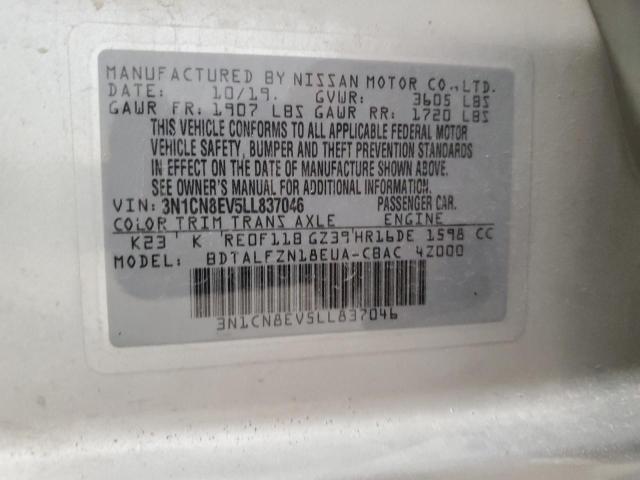 MANUFACTURED BY NISSAN MOTOR CO.,LTD.
DATE: 10/19. GVWR: 3605 LBS
GAWR FR: 1907 LBS GAWR RR: 1720 LBS
THIS VEHICLE CONFORMS TO ALL APPLICABLE FEDERAL MOTOR
VEHICLE SAFETY, BUMPER AND THEFT PREVENTION STANDARDS
IN EFFECT ON THE DATE OF MANUFACTURE SHOWN ABOVE.
SEE OWNER'S MANUAL FOR ADDITIONAL INFORMATION.
VIN: 3N1CN8EV5LL837046 PASSENGER CAR.
COLOR TRIM TRANS AXLE ENGINE
K23 K RE0F11B GZ39 HR16DE 1598 CC
MODEL: BDTALFZN18EUA-CBAC 4Z000
3N1CN8EV5LL837046